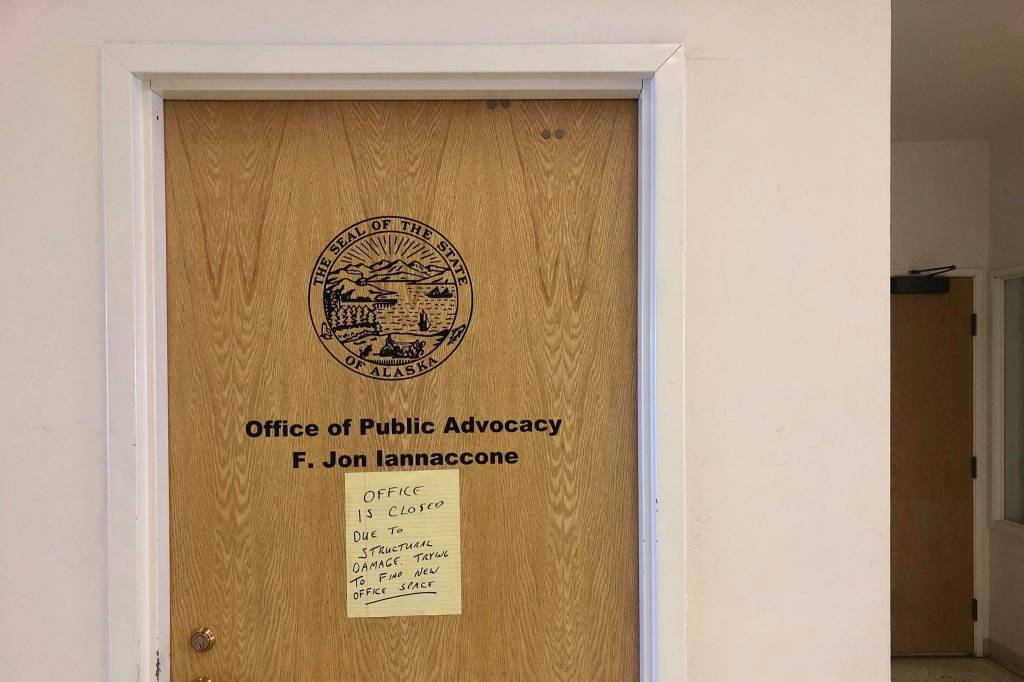 THE SEAL OF THE STATE
OF ALASKA
Office of Public Advocacy
F. Jon Iannaccone
OFFICE
IS CLOSED
DUE TO
STRUCTURAL
DAMAGE. TRYING
TO FIND NEW
OFFICE SPACE